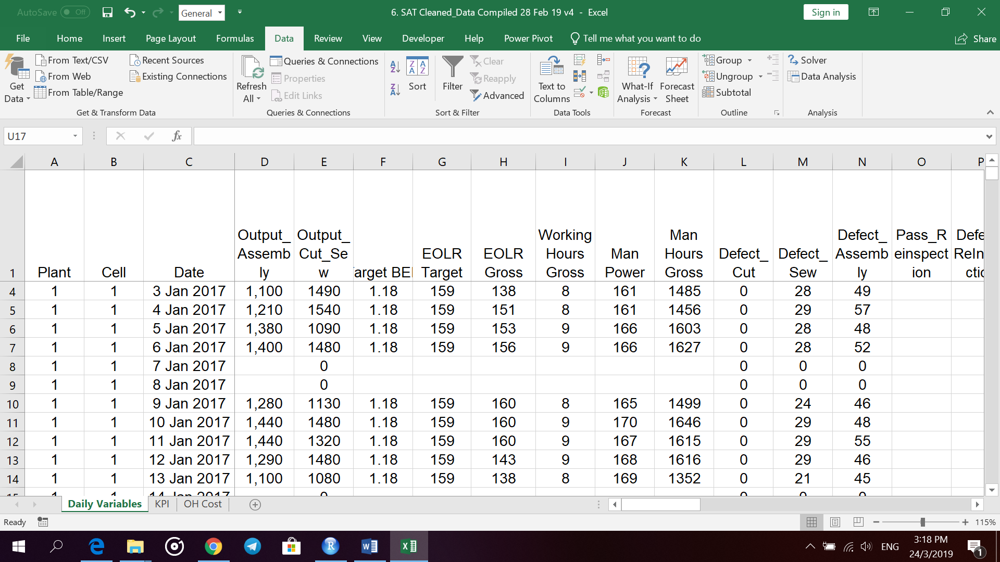 AutoSave Off General 6. SAT Cleaned_Data Compiled 28 Feb 19 v4 - Excel Sign in
File Home Insert Page Layout Formulas Data Review View Developer Help Power Pivot Tell me what you want to do Share
Get Data
From Text/CSV
From Web
From Table/Range
Recent Sources
Existing Connections
Get & Transform Data
Refresh All
Queries & Connections
Properties
Edit Links
Queries & Connections
Sort
Filter
Clear
Reapply
Advanced
Sort & Filter
Text to Columns
Data Tools
What-If Analysis
Forecast Sheet
Forecast
Group
Ungroup
Subtotal
Outline
Solver
Data Analysis
Analysis
U17 fx
A B C D E F G H I J K L M N O P
1 Plant Cell Date Output_Assembly Output_Cut_Sew Target BE EOLR Target EOLR Gross Working Hours Gross Man Power Man Hours Gross Defect_Cut Defect_Sew Defect_Assembly Pass_Reinspection Defe ReIn ctic
4 1 1 3 Jan 2017 1,100 1490 1.18 159 138 8 161 1485 0 28 49
5 1 1 4 Jan 2017 1,210 1540 1.18 159 151 8 161 1456 0 29 57
6 1 1 5 Jan 2017 1,380 1090 1.18 159 153 9 166 1603 0 28 48
7 1 1 6 Jan 2017 1,400 1480 1.18 159 156 9 166 1627 0 28 52
8 1 1 7 Jan 2017 0 0 0 0
9 1 1 8 Jan 2017 0 0 0 0
10 1 1 9 Jan 2017 1,280 1130 1.18 159 160 8 165 1499 0 24 46
11 1 1 10 Jan 2017 1,440 1480 1.18 159 160 9 170 1646 0 29 48
12 1 1 11 Jan 2017 1,440 1320 1.18 159 160 9 167 1615 0 29 55
13 1 1 12 Jan 2017 1,290 1480 1.18 159 143 9 168 1616 0 29 46
14 1 1 13 Jan 2017 1,100 1080 1.18 159 138 8 169 1352 0 21 45
15 1 1 14 Jan 2017 0 0 0 0
Daily Variables KPI OH Cost
Ready 115%
ENG 3:18 PM
24/3/2019 1